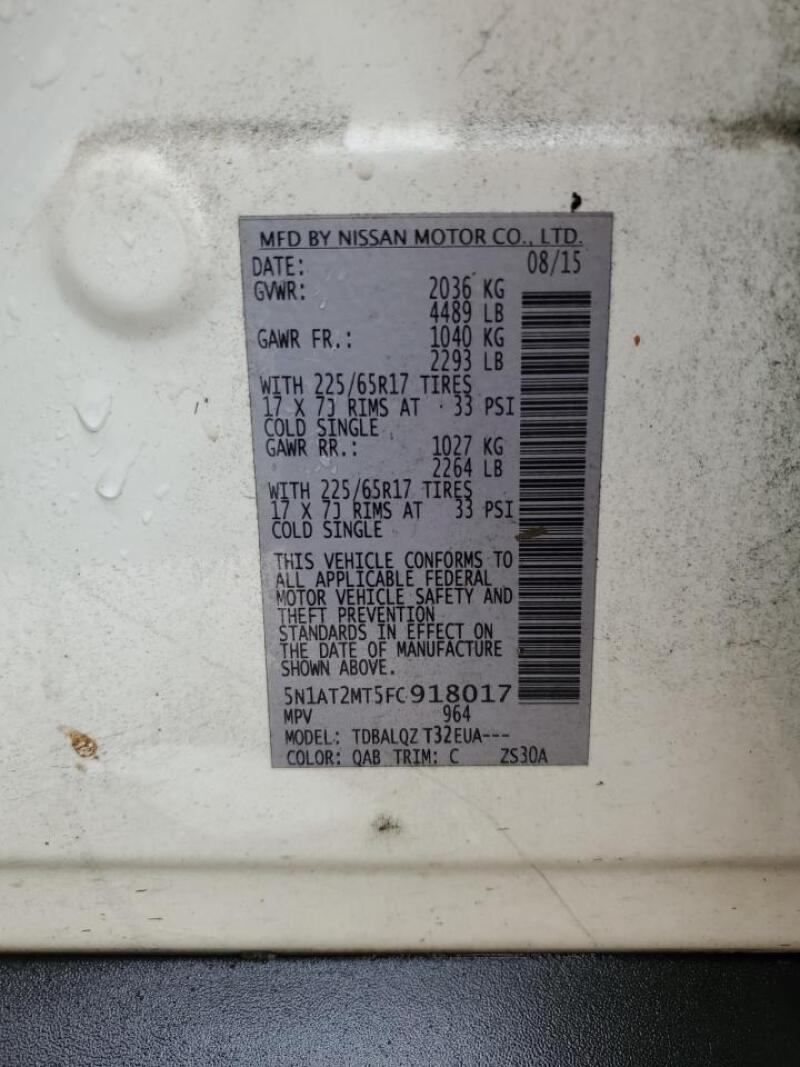 MFD BY NISSAN MOTOR CO., LTD.
DATE: 08/15
GVWR: 2036 KG
4489 LB
GAWR FR.: 1040 KG
2293 LB
WITH 225/65R17 TIRES
17 X 7J RIMS AT 33 PSI
COLD SINGLE
GAWR RR.: 1027 KG
2264 LB
WITH 225/65R17 TIRES
17 X 7J RIMS AT 33 PSI
COLD SINGLE
THIS VEHICLE CONFORMS TO
ALL APPLICABLE FEDERAL
MOTOR VEHICLE SAFETY AND
THEFT PREVENTION
STANDARDS IN EFFECT ON
THE DATE OF MANUFACTURE
SHOWN ABOVE.
5N1AT2MT5FC918017
MPV 964
MODEL: TDBALQZ T32EUA---
COLOR: QAB TRIM: C ZS30A